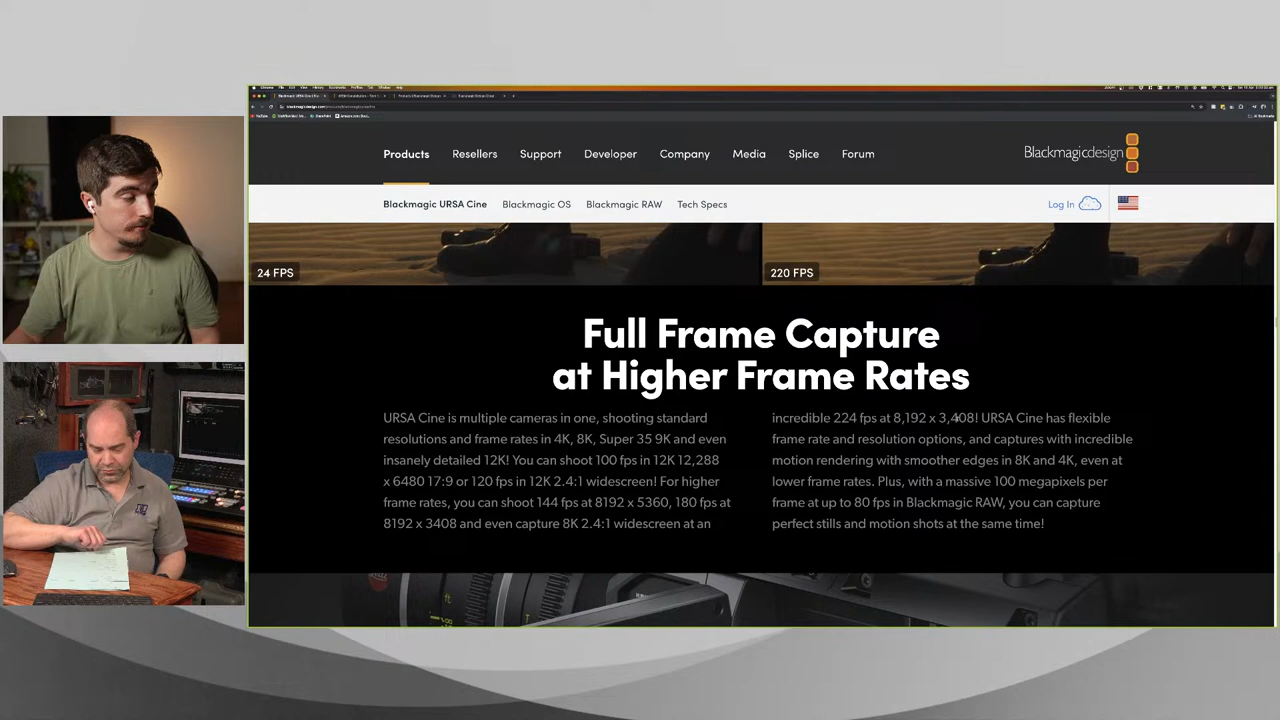 Products
Resellers
Support
Developer
Company
Media
Splice
Forum
Blackmagicdesign
Blackmagic URSA Cine
Blackmagic OS
Blackmagic RAW
Tech Specs
Log In
24 FPS
220 FPS
Full Frame Capture
at Higher Frame Rates
URSA Cine is multiple cameras in one, shooting standard
resolutions and frame rates in 4K, 8K, Super 35 9K and even
insanely detailed 12K! You can shoot 100 fps in 12K 12,288
x 6480 17:9 or 120 fps in 12K 2.4:1 widescreen! For higher
frame rates, you can shoot 144 fps at 8192 x 5360, 180 fps at
8192 x 3408 and even capture 8K 2.4:1 widescreen at an
incredible 224 fps at 8,192 x 3,408! URSA Cine has flexible
frame rate and resolution options, and captures with incredible
motion rendering with smoother edges in 8K and 4K, even at
lower frame rates. Plus, with a massive 100 megapixels per
frame at up to 80 fps in Blackmagic RAW, you can capture
perfect stills and motion shots at the same time!